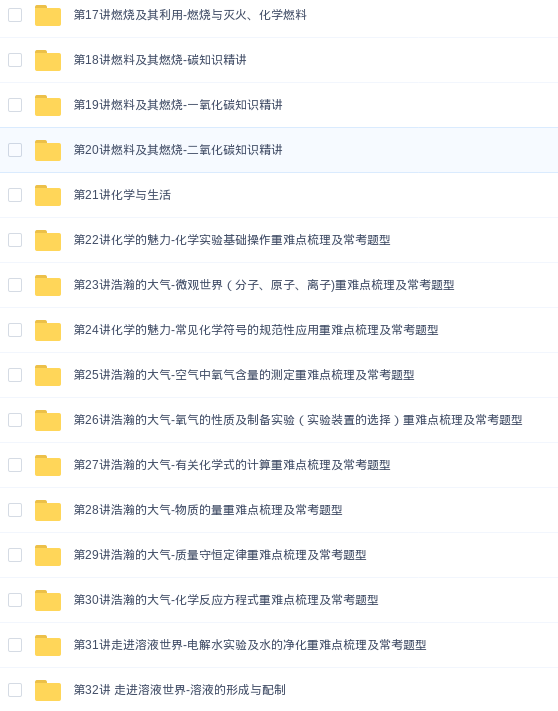 第17讲燃烧及其利用-燃烧与灭火、化学燃料
第18讲燃料及其燃烧-碳知识精讲
第19讲燃料及其燃烧-一氧化碳知识精讲
第20讲燃料及其燃烧-二氧化碳知识精讲
第21讲化学与生活
第22讲化学的魅力-化学实验基础操作重难点梳理及常考题型
第23讲浩瀚的大气-微观世界（分子、原子、离子)重难点梳理及常考题型
第24讲化学的魅力-常见化学符号的规范性应用重难点梳理及常考题型
第25讲浩瀚的大气-空气中氧气含量的测定重难点梳理及常考题型
第26讲浩瀚的大气-氧气的性质及制备实验（实验装置的选择）重难点梳理及常考题型
第27讲浩瀚的大气-有关化学式的计算重难点梳理及常考题型
第28讲浩瀚的大气-物质的量重难点梳理及常考题型
第29讲浩瀚的大气-质量守恒定律重难点梳理及常考题型
第30讲浩瀚的大气-化学反应方程式重难点梳理及常考题型
第31讲走进溶液世界-电解水实验及水的净化重难点梳理及常考题型
第32讲 走进溶液世界-溶液的形成与配制